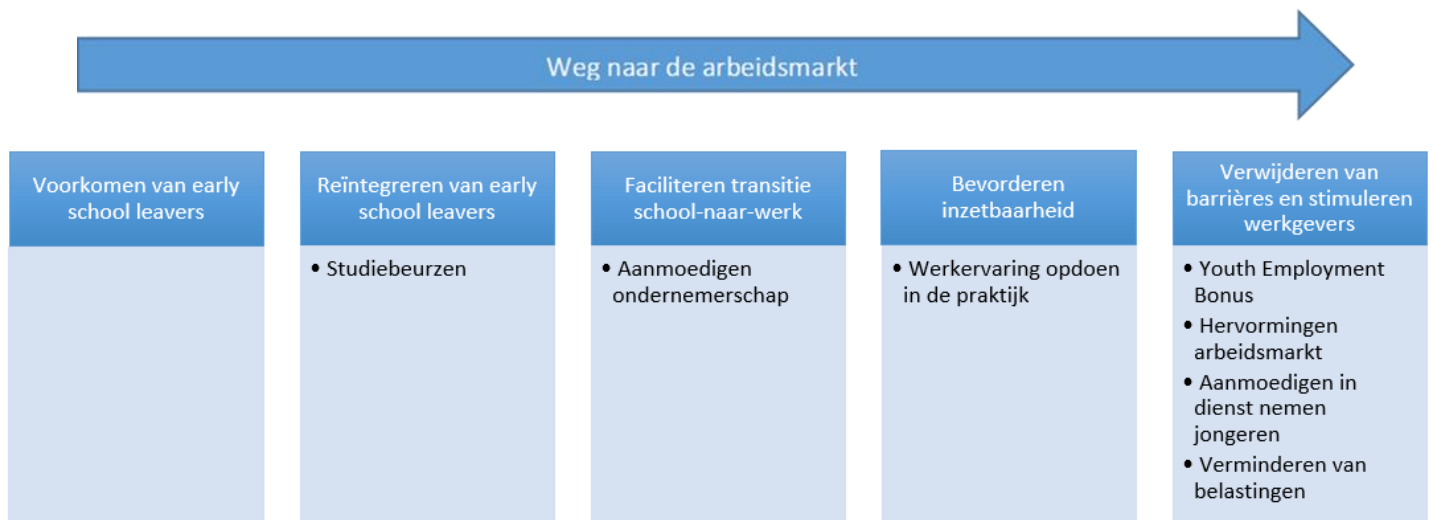 Weg naar de arbeidsmarkt
Voorkomen van early
school leavers
Reïntegreren van early
school leavers
• Studiebeurzen
Faciliteren transitie
school-naar-werk
• Aanmoedigen
ondernemerschap
Bevorderen
inzetbaarheid
• Werkervaring opdoen
in de praktijk
Verwijderen van
barrières en stimuleren
werkgevers
• Youth Employment
Bonus
• Hervormingen
arbeidsmarkt
• Aanmoedigen in
dienst nemen
jongeren
• Verminderen van
belastingen